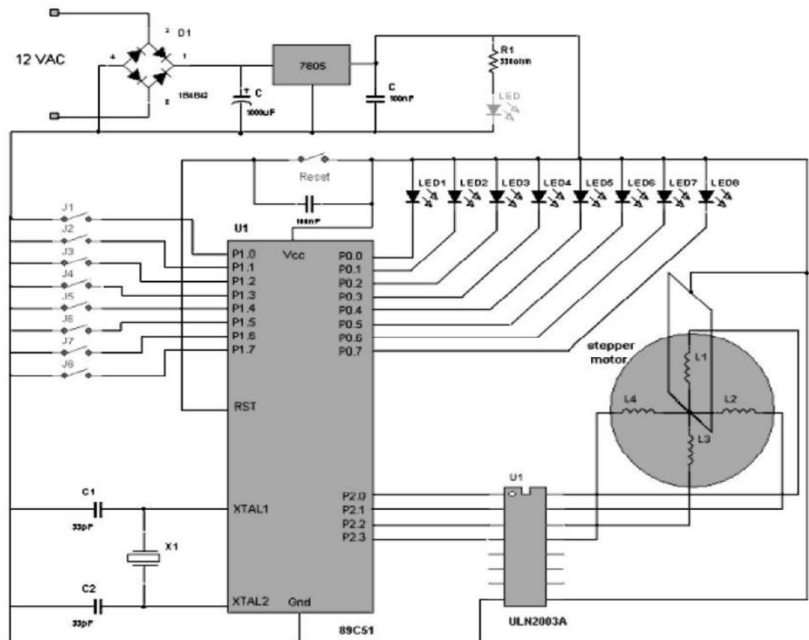 12 VAC
D1
2
4
1
1B4B42
7805
C
1000uF
C
100nF
R1
330ohm
LED
Reset
100nF
LED1
LED2
LED3
LED4
LED5
LED6
LED7
LED8
J1
J2
J3
J4
J5
J6
J7
J8
U1
Vcc
P1.0
P1.1
P1.2
P1.3
P1.4
P1.5
P1.6
P1.7
P0.0
P0.1
P0.2
P0.3
P0.4
P0.5
P0.6
P0.7
RST
stepper
motor
L1
L4
L2
L3
C1
33pF
X1
C2
33pF
XTAL1
XTAL2
Gnd
P2.0
P2.1
P2.2
P2.3
89C51
U1
ULN2003A